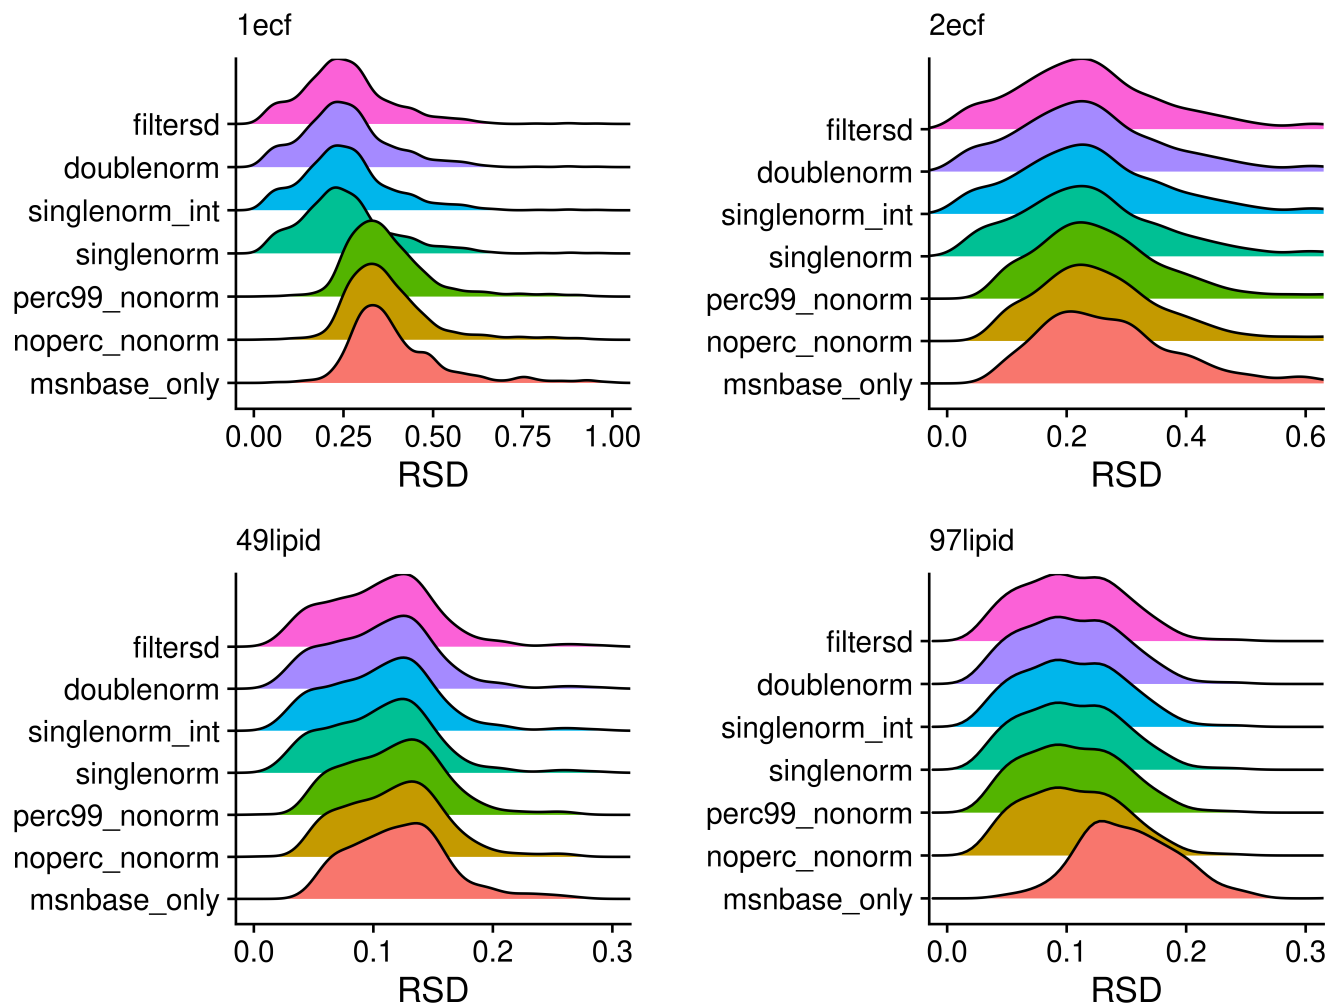 1ecf
filtersd
doublenorm
singlenorm_int
singlenorm
perc99_nonorm
noperc_nonorm
msnbase_only
0.00 0.25 0.50 0.75 1.00
RSD
2ecf
filtersd
doublenorm
singlenorm_int
singlenorm
perc99_nonorm
noperc_nonorm
msnbase_only
0.0 0.2 0.4 0.6
RSD
49lipid
filtersd
doublenorm
singlenorm_int
singlenorm
perc99_nonorm
noperc_nonorm
msnbase_only
0.0 0.1 0.2 0.3
RSD
97lipid
filtersd
doublenorm
singlenorm_int
singlenorm
perc99_nonorm
noperc_nonorm
msnbase_only
0.0 0.1 0.2 0.3
RSD